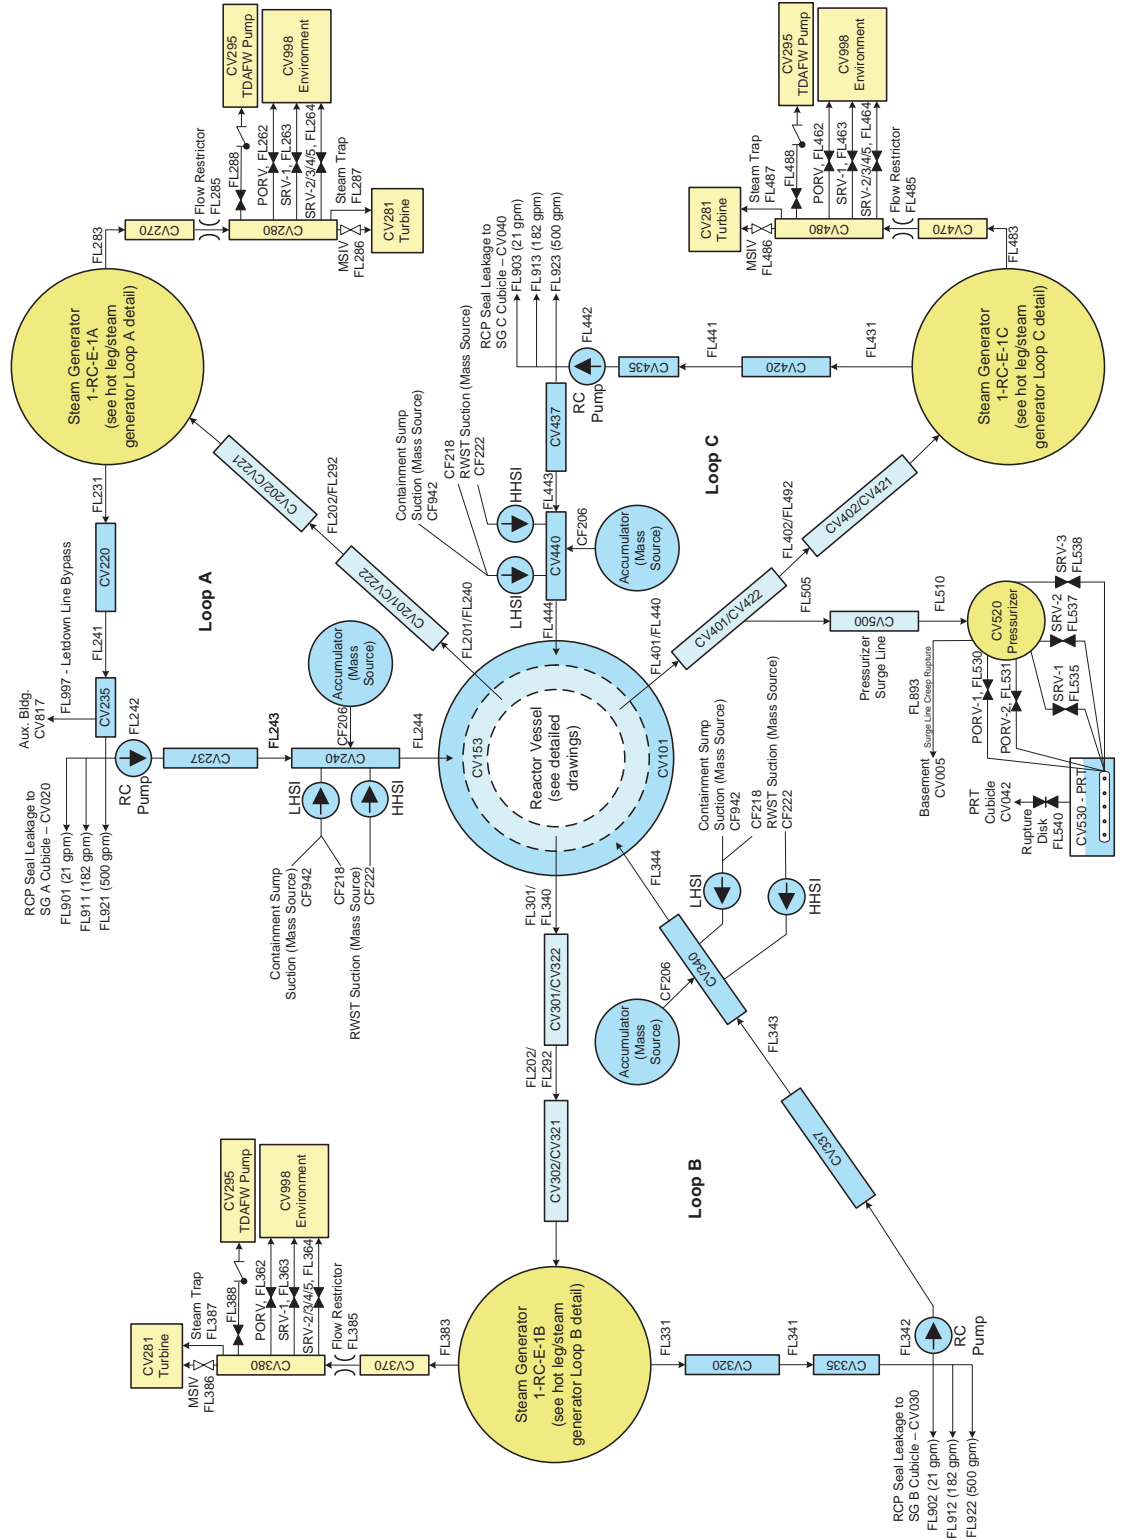 CV281
Turbine
Steam Trap
FL387
MSIV
FL386
CV295
TDAFW Pump
CV998
Environment
FL388
PORV, FL362
SRV-1, FL363
SRV-2/3/4/5, FL364
CV380
Flow Restrictor
FL385
CV370
FL383
Steam Generator
1-RC-E-1B
(see hot leg/steam
generator Loop B detail)
FL331
CV320
FL341
CV335
FL342
RC
Pump
RCP Seal Leakage to
SG B Cubicle – CV030
FL902 (21 gpm)
FL912 (182 gpm)
FL922 (500 gpm)
Loop B
CV302/CV321
FL202/
FL292
CV301/CV322
FL301/
FL340
CV337
FL343
CV340
FL344
CF206
Accumulator
(Mass
Source)
LHSI
HHSI
Containment Sump
Suction (Mass Source)
CF942
CF218
RWST Suction (Mass Source)
CF222
RCP Seal Leakage to
SG A Cubicle – CV020
FL901 (21 gpm)
FL911 (182 gpm)
FL921 (500 gpm)
Aux. Bldg.
CV817
FL997 - Letdown Line Bypass
RC
Pump
FL242
CV235
FL241
CV220
FL231
CV237
FL243
CV240
FL244
CF206
Accumulator
(Mass
Source)
LHSI
HHSI
Containment Sump
Suction (Mass Source)
CF942
CF218
RWST Suction (Mass Source)
CF222
Loop A
Steam Generator
1-RC-E-1A
(see hot leg/steam
generator Loop A detail)
CV202/CV221
FL202/FL292
CV201/CV222
FL201/FL240
FL283
CV270
Flow Restrictor
FL285
CV280
FL288
CV295
TDAFW Pump
CV998
Environment
PORV, FL262
SRV-1, FL263
SRV-2/3/4/5, FL264
Steam Trap
FL287
MSIV
FL286
CV281
Turbine
CV153
Reactor Vessel
(see detailed
drawings)
CV101
Containment Sump
Suction (Mass Source)
CF942
CF218
RWST Suction (Mass Source)
CF222
LHSI
HHSI
FL444
CV440
FL443
CV437
CF206
Accumulator
(Mass
Source)
RCP Seal Leakage to
SG C Cubicle – CV040
FL903 (21 gpm)
FL913 (182 gpm)
FL923 (500 gpm)
RC
Pump
FL442
CV435
FL441
CV420
FL431
Loop C
FL401/FL440
CV401/CV422
FL402/FL492
CV402/CV421
Steam Generator
1-RC-E-1C
(see hot leg/steam
generator Loop C detail)
FL483
CV470
Flow Restrictor
FL485
CV480
MSIV
FL486
Steam Trap
FL487
CV281
Turbine
FL488
CV295
TDAFW Pump
CV998
Environment
PORV, FL462
SRV-1, FL463
SRV-2/3/4/5, FL464
FL505
CV500
Pressurizer
Surge Line
FL510
CV520
Pressurizer
FL893
Surge Line Creep Rupture
Basement
CV005
PORV-1, FL530
PORV-2, FL531
SRV-1
FL535
SRV-2
FL537
SRV-3
FL538
PRT
Cubicle
CV042
Rupture
Disk
FL540
CV530 - PRT